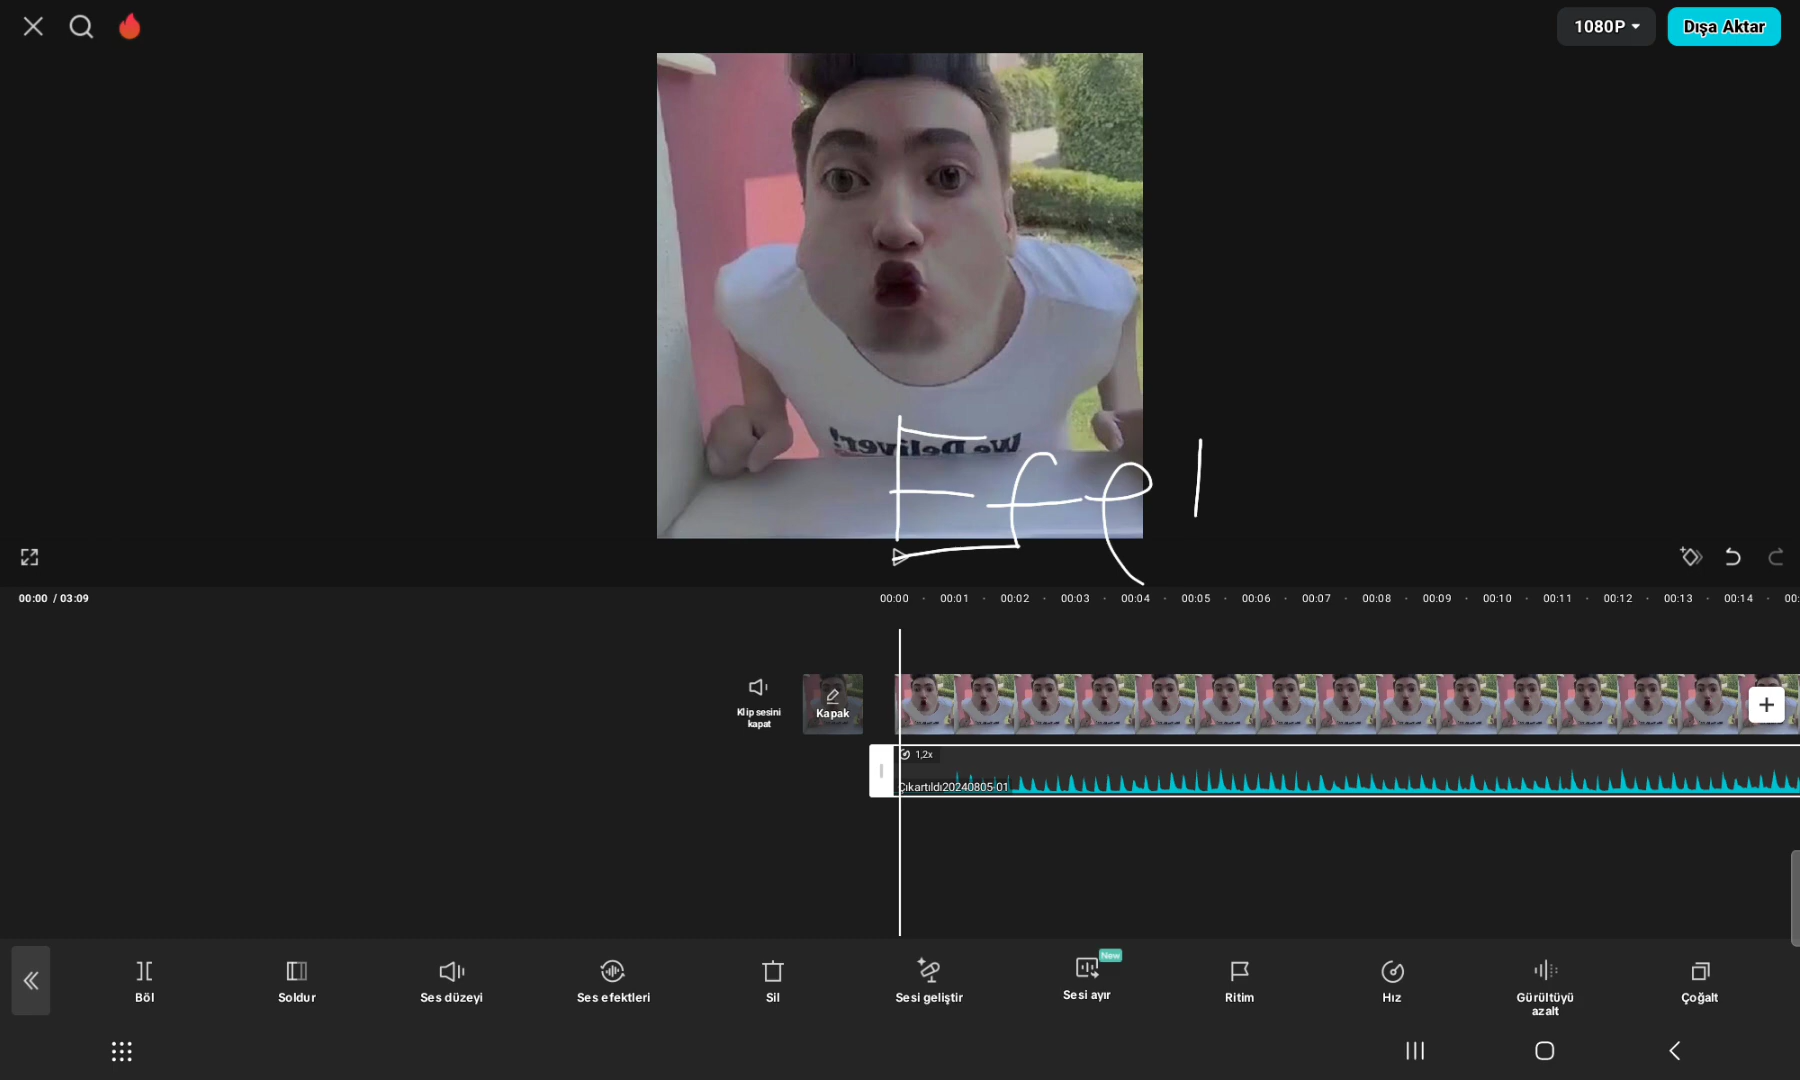 1080P
Dışa Aktar
We Deliver!
Efe
00:00 / 03:09
00:00 00:01 00:02 00:03 00:04 00:05 00:06 00:07 00:08 00:09 00:10 00:11 00:12 00:13 00:14 00:
Klip sesini
kapat
Kapak
1,2x
Çıkartıldı20240805-01
New
Böl
Soldur
Ses düzeyi
Ses efektleri
Sil
Sesi geliştir
Sesi ayır
Ritim
Hız
Gürültüyü
azalt
Çoğalt